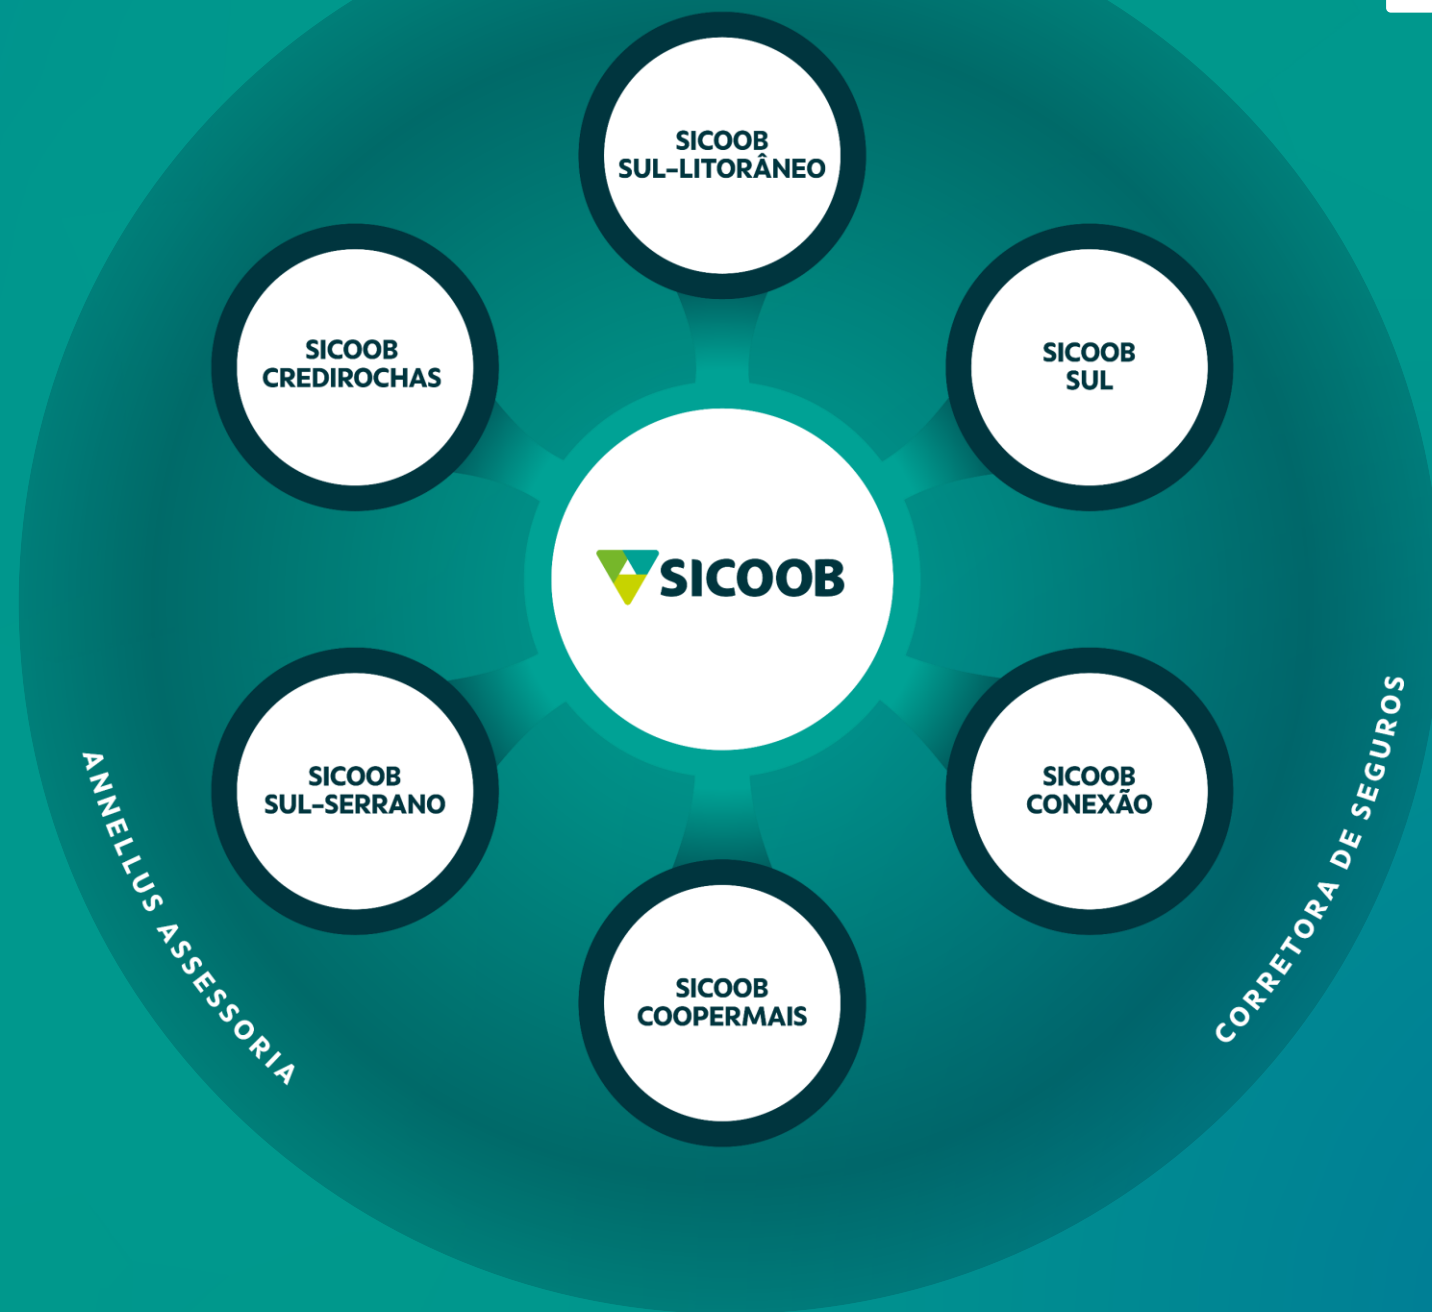 SICOOB
SUL-LITORÂNEO
SICOOB
CREDIROCHAS
SICOOB
SUL
SICOOB
SICOOB
SUL-SERRANO
SICOOB
CONEXÃO
SICOOB
COOPERMAIS
ANNELLUS ASSESSORIA
CORRETORA DE SEGUROS